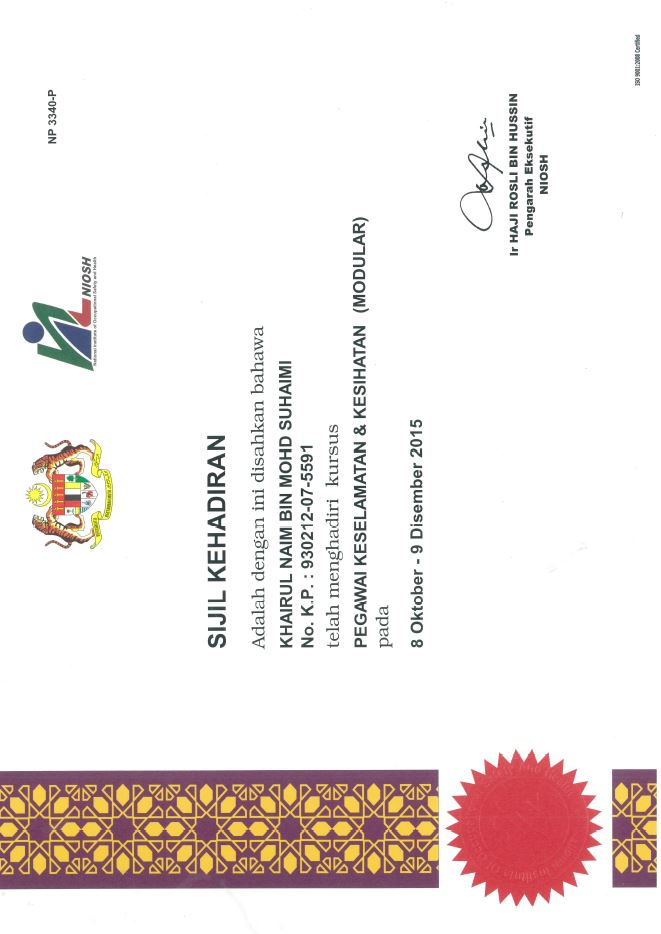 NP 3340-P
NIOSH
National Institute of Occupational Safety and Health
SIJIL KEHADIRAN
Adalah dengan ini disahkan bahawa
KHAIRUL NAIM BIN MOHD SUHAIMI
No. K.P. : 930212-07-5591
telah menghadiri kursus
PEGAWAI KESELAMATAN & KESIHATAN (MODULAR)
pada
8 Oktober - 9 Disember 2015
Ir HAJI ROSLI BIN HUSSIN
Pengarah Eksekutif
NIOSH
ISO 9001:2008 Certified